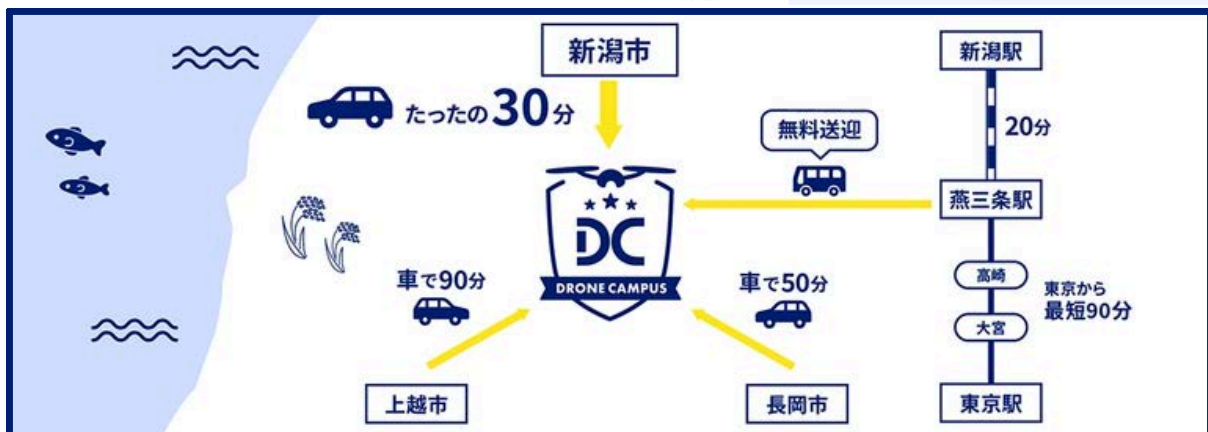 新潟市
たったの30分
無料送迎
新潟駅
20分
燕三条駅
DC
DRONE CAMPUS
高崎
大宮
東京から
最短90分
東京駅
車で90分
上越市
車で50分
長岡市